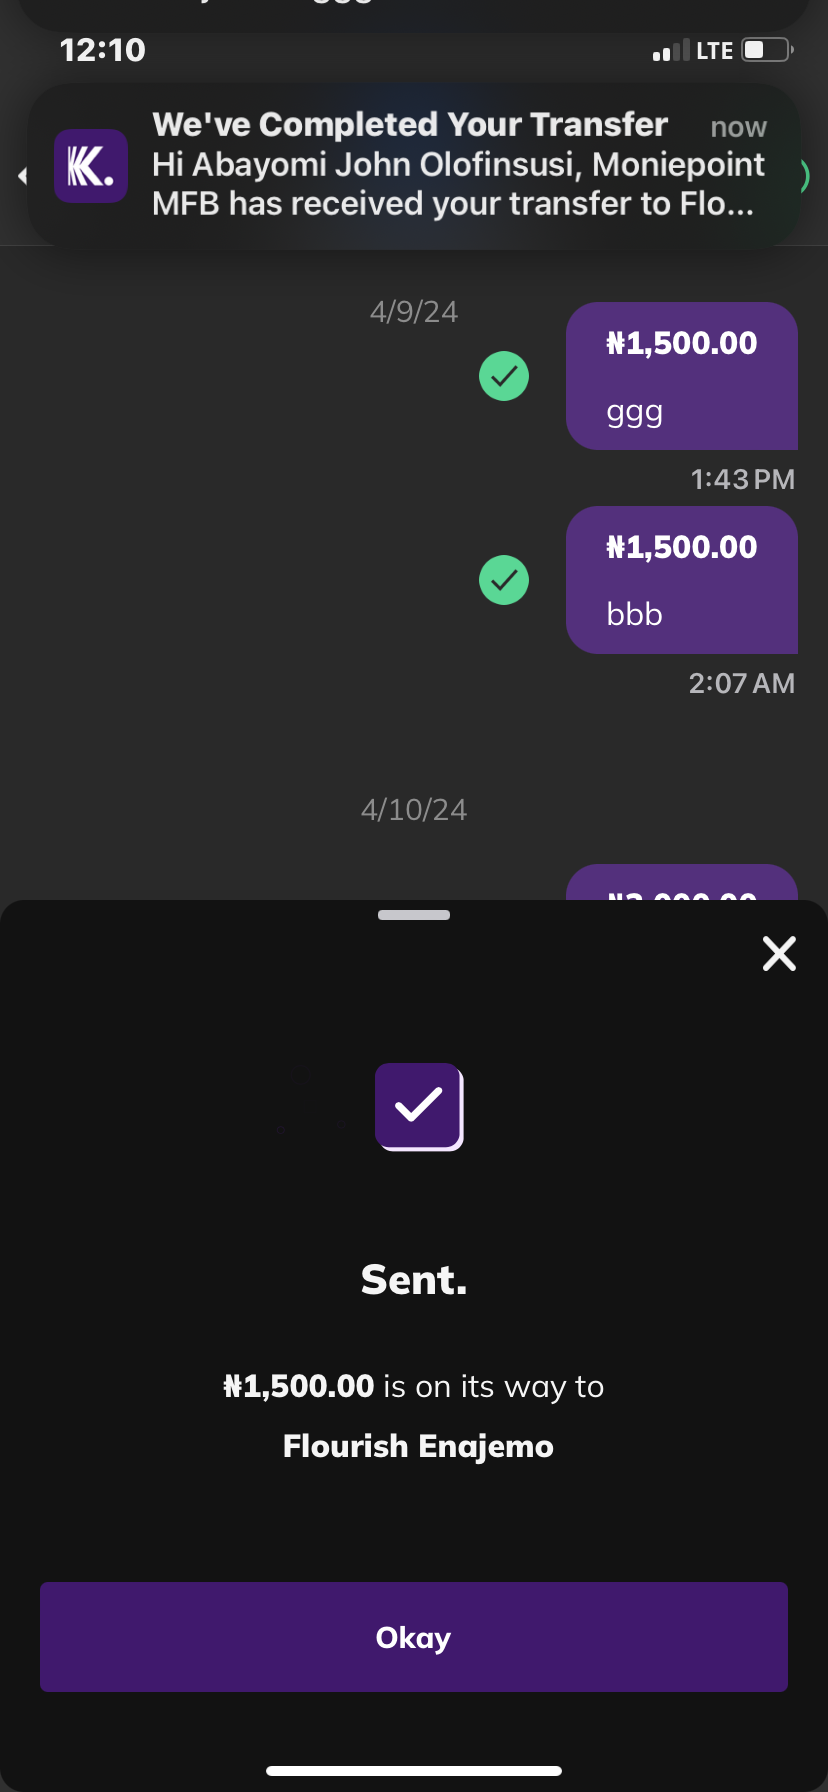 12:10
LTE
We've Completed Your Transfer
now
Hi Abayomi John Olofinsusi, Moniepoint
MFB has received your transfer to Flo...
K.
4/9/24
₦1,500.00
ggg
1:43 PM
₦1,500.00
bbb
2:07 AM
4/10/24
Sent.
₦1,500.00 is on its way to
Flourish Enajemo
Okay